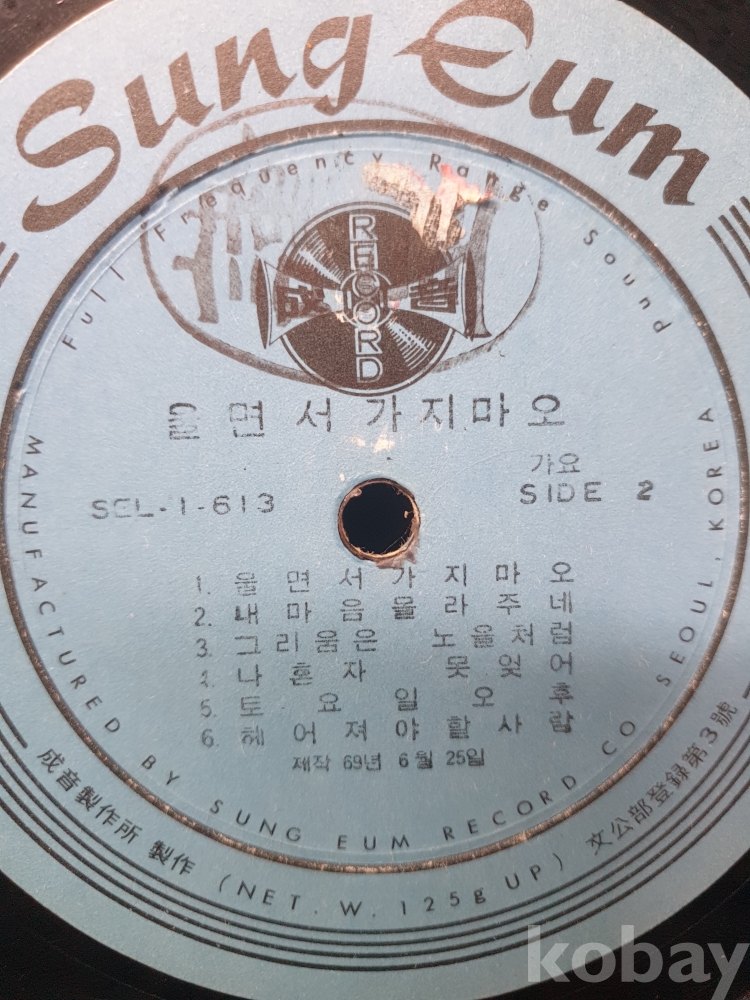 Sung Eum
Full Frequency Range Sound
RECORD
成音
울면서가지마오
가요
SEL-1-613
SIDE 2
1. 울면서가지마오
2. 내마음몰라주네
3. 그리움은 노을처럼
4. 나혼자 못잊어
5. 토요일오후
6. 헤어져야할사람
제작 69년 6월 25일
MANUFACTURED BY SUNG EUM RECORD CO. SEOUL, KOREA
成音製作所 製作 (NET. W. 125g UP) 文公部登録第3號
kobay